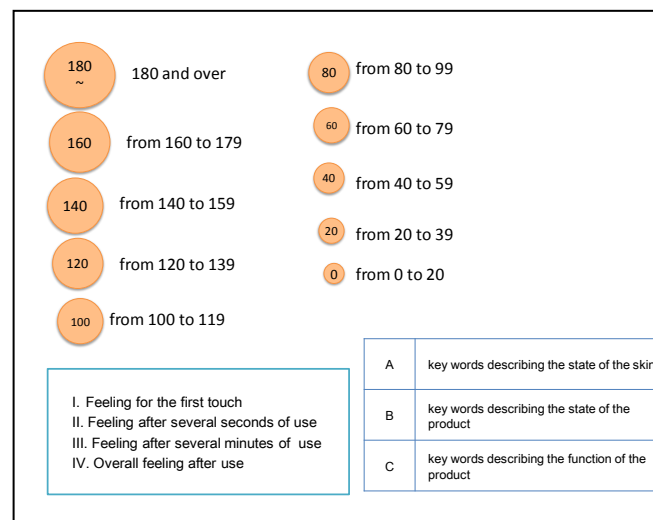 180
~
180 and over
160
from 160 to 179
140
from 140 to 159
120
from 120 to 139
100
from 100 to 119
80
from 80 to 99
60
from 60 to 79
40
from 40 to 59
20
from 20 to 39
0
from 0 to 20
I. Feeling for the first touch
II. Feeling after several seconds of use
III. Feeling after several minutes of use
IV. Overall feeling after use
A
key words describing the state of the skin
B
key words describing the state of the
product
C
key words describing the function of the
product